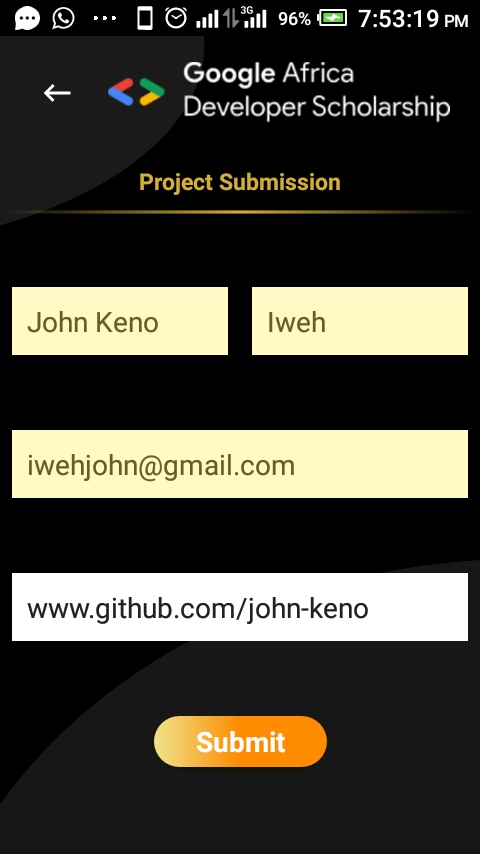 3G 96% 7:53:19 PM
Google Africa
Developer Scholarship
Project Submission
John Keno Iweh
iwehjohn@gmail.com
www.github.com/john-keno
Submit